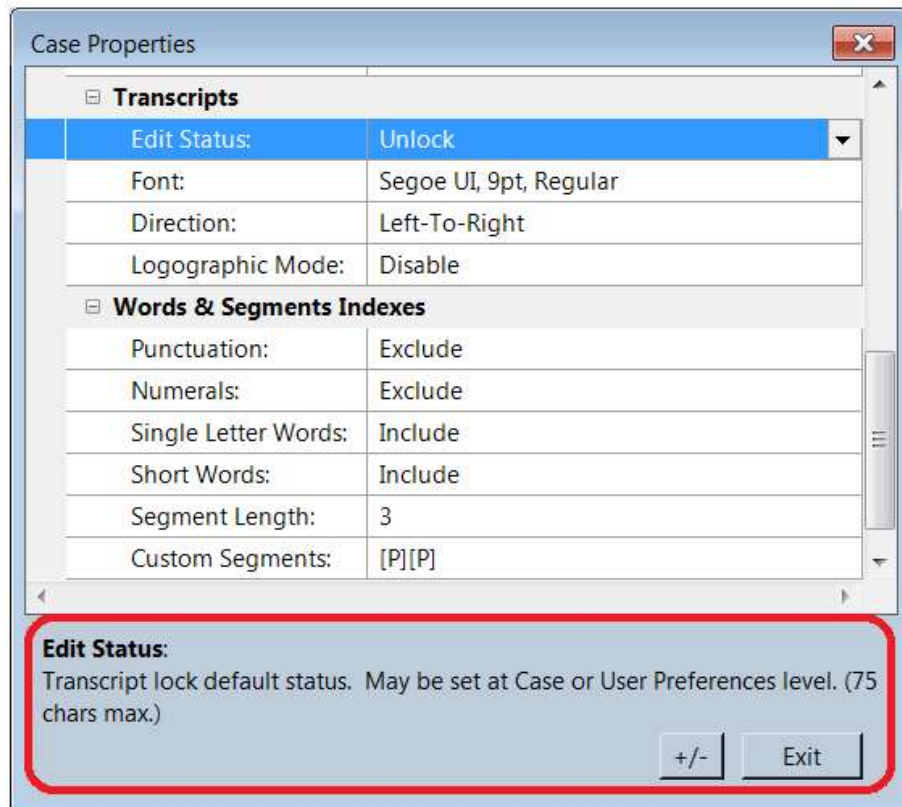 Case Properties
Transcripts
Edit Status: Unlock
Font: Segoe UI, 9pt, Regular
Direction: Left-To-Right
Logographic Mode: Disable
Words & Segments Indexes
Punctuation: Exclude
Numerals: Exclude
Single Letter Words: Include
Short Words: Include
Segment Length: 3
Custom Segments: [P][P]
Edit Status:
Transcript lock default status.  May be set at Case or User Preferences level. (75
chars max.)
+/- Exit